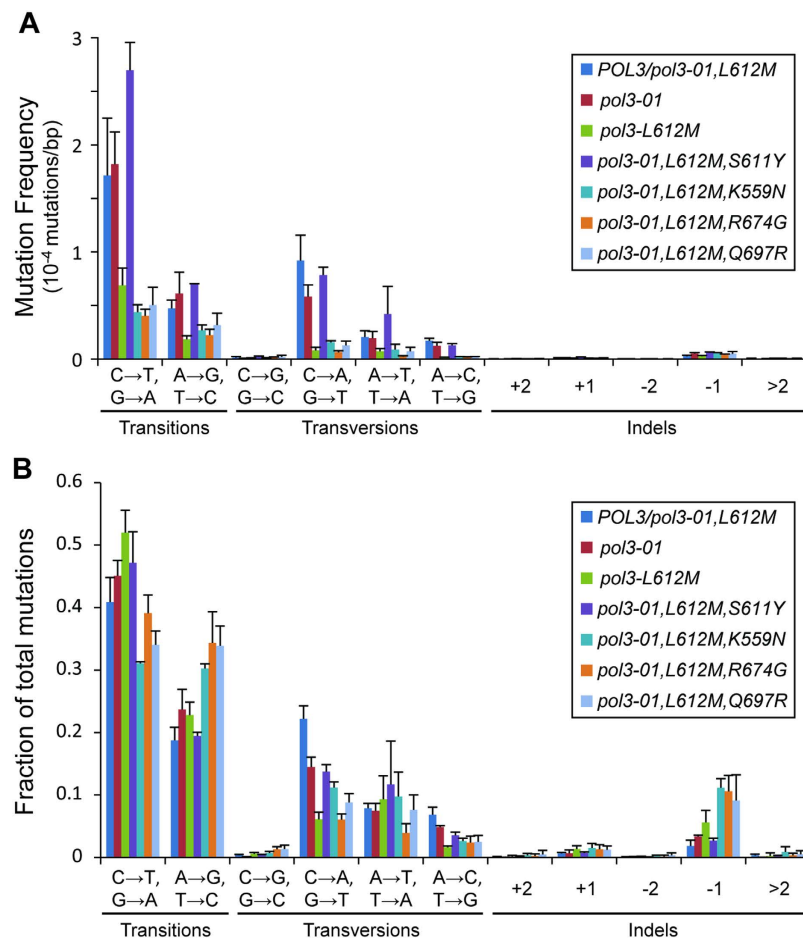 A
Mutation Frequency
(10-4 mutations/bp)
3
2
1
0
POL3/pol3-01,L612M
pol3-01
pol3-L612M
pol3-01,L612M,S611Y
pol3-01,L612M,K559N
pol3-01,L612M,R674G
pol3-01,L612M,Q697R
C→T, A→G, C→G, C→A, A→T, A→C, +2 +1 -2 -1 >2
G→A T→C G→C G→T T→A T→G
Transitions Transversions Indels
B
Fraction of total mutations
0.6
0.5
0.4
0.3
0.2
0.1
0
POL3/pol3-01,L612M
pol3-01
pol3-L612M
pol3-01,L612M,S611Y
pol3-01,L612M,K559N
pol3-01,L612M,R674G
pol3-01,L612M,Q697R
C→T, A→G, C→G, C→A, A→T, A→C, +2 +1 -2 -1 >2
G→A T→C G→C G→T T→A T→G
Transitions Transversions Indels